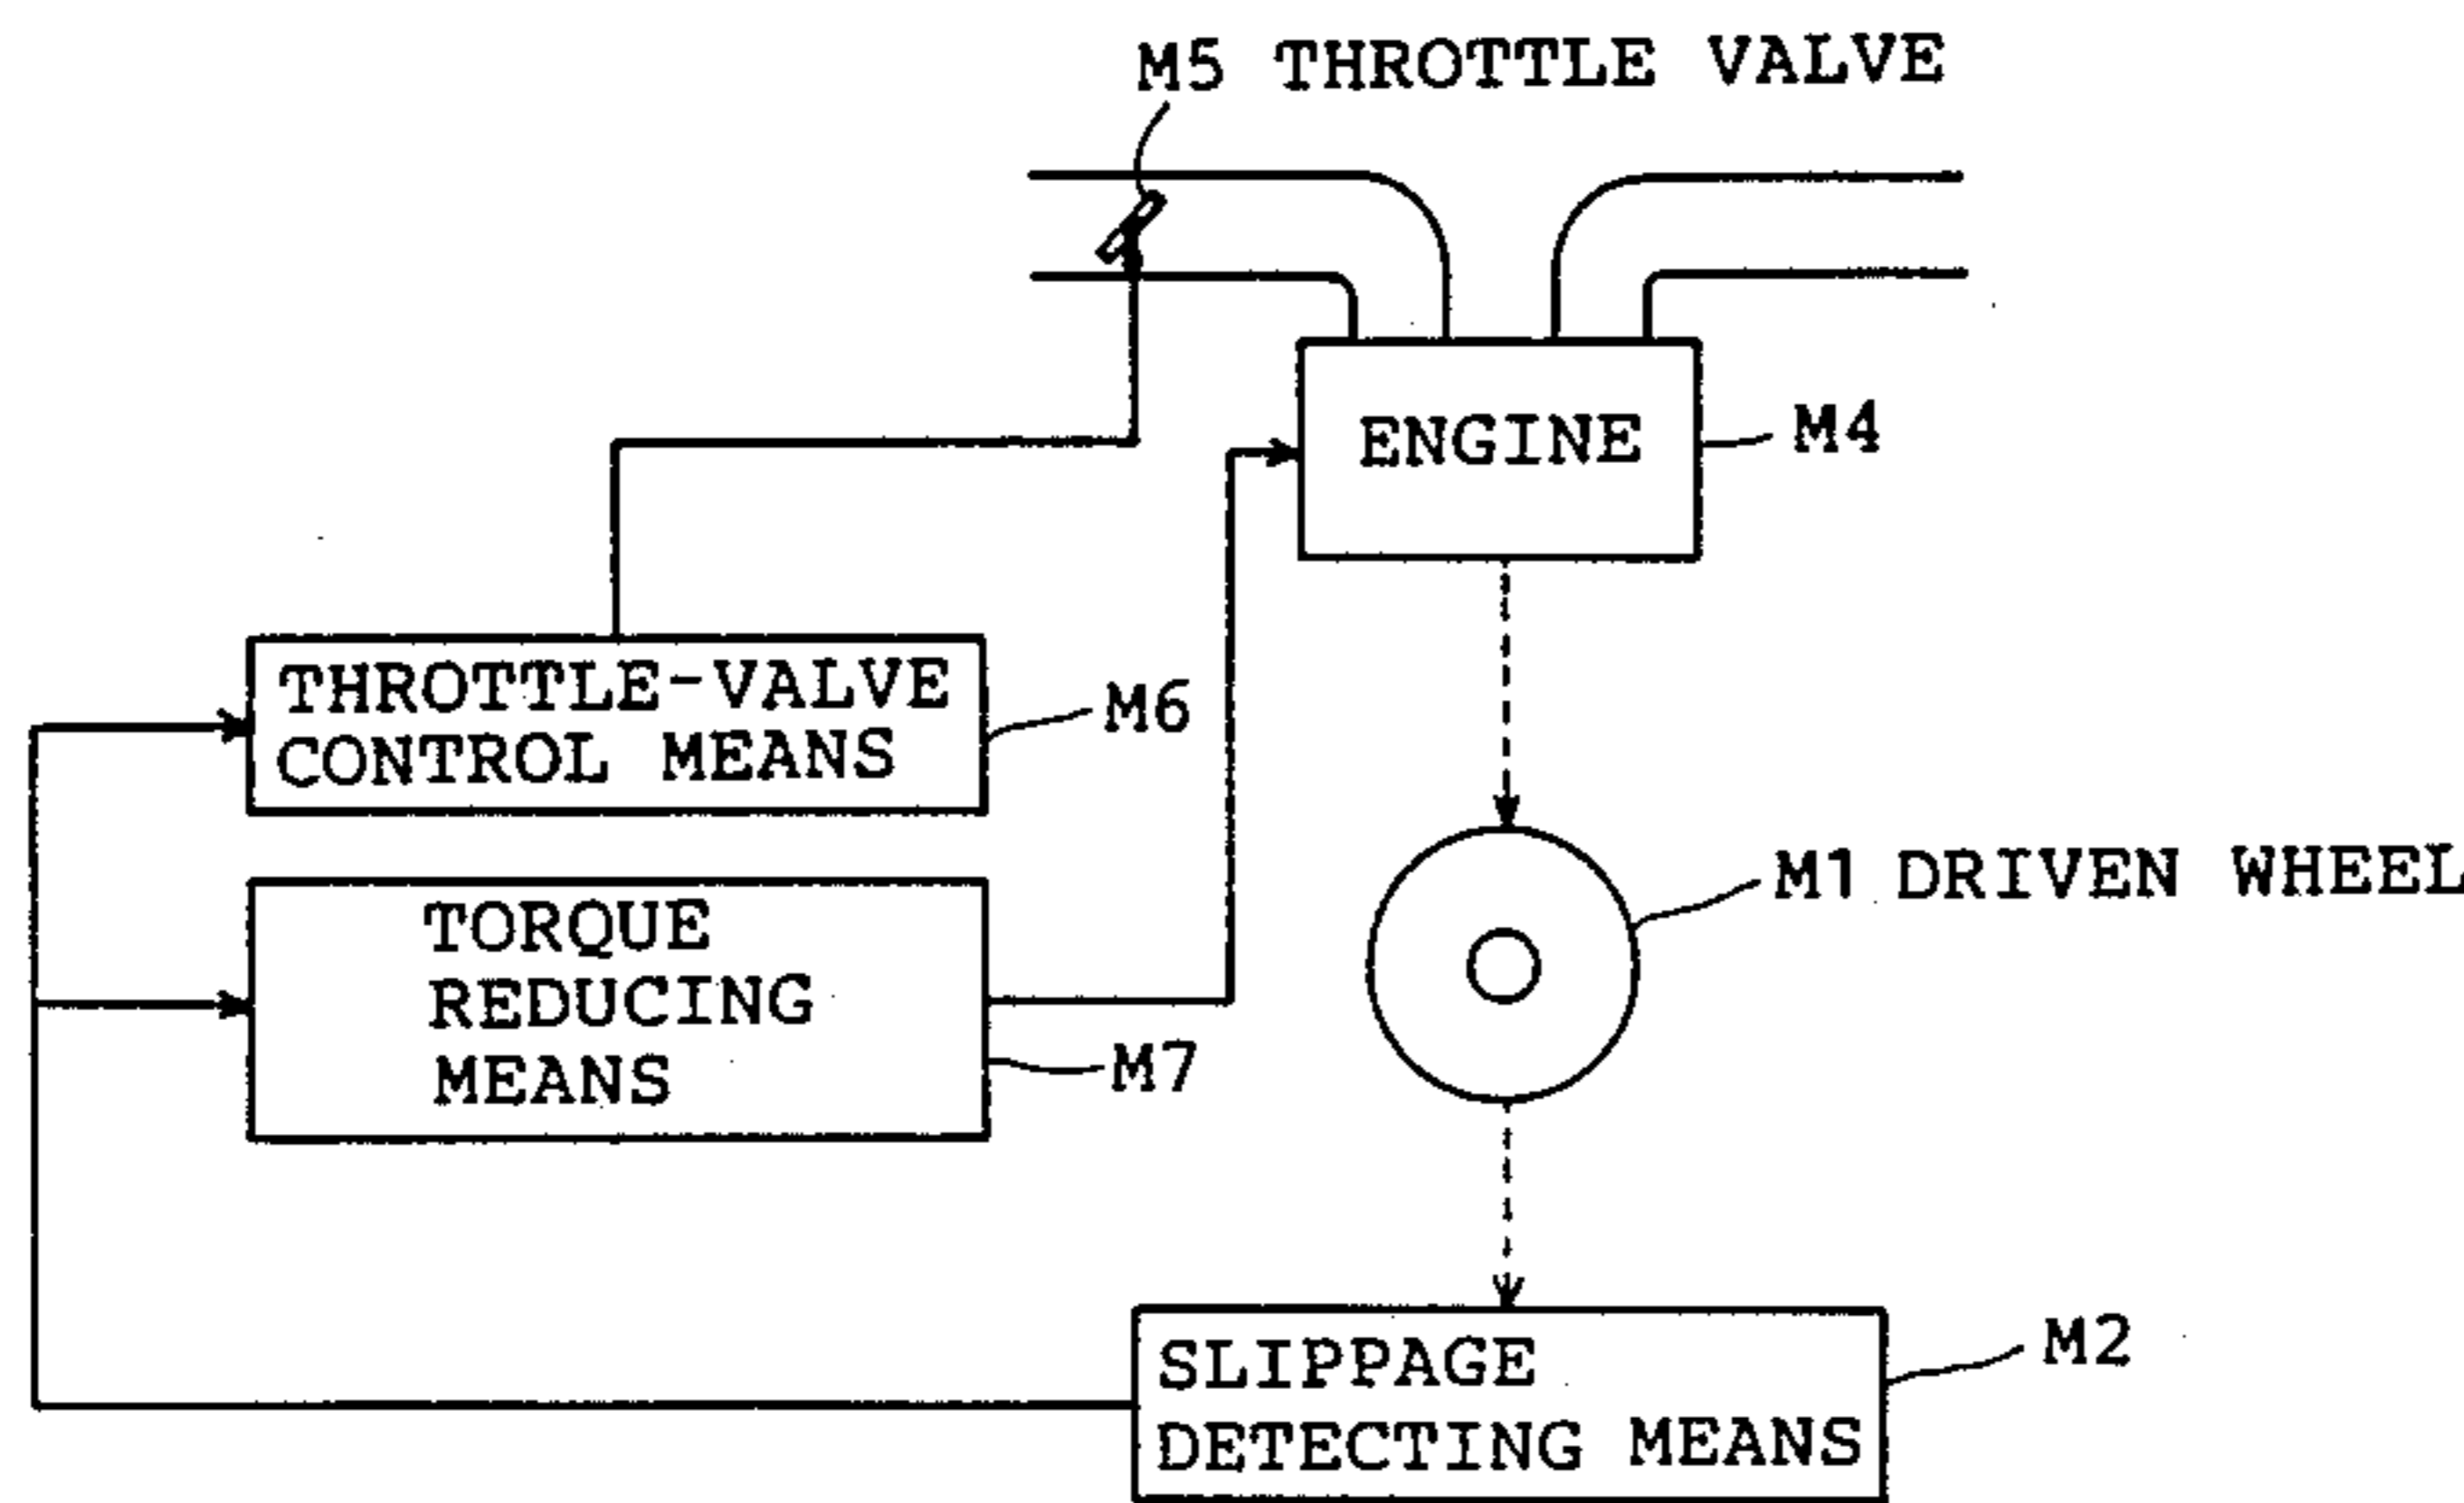 M5 THROTTLE VALVE
ENGINE
M4
THROTTLE-VALVE
CONTROL MEANS
M6
M1 DRIVEN WHEEL
TORQUE
REDUCING
MEANS
M7
SLIPPAGE
DETECTING MEANS
M2